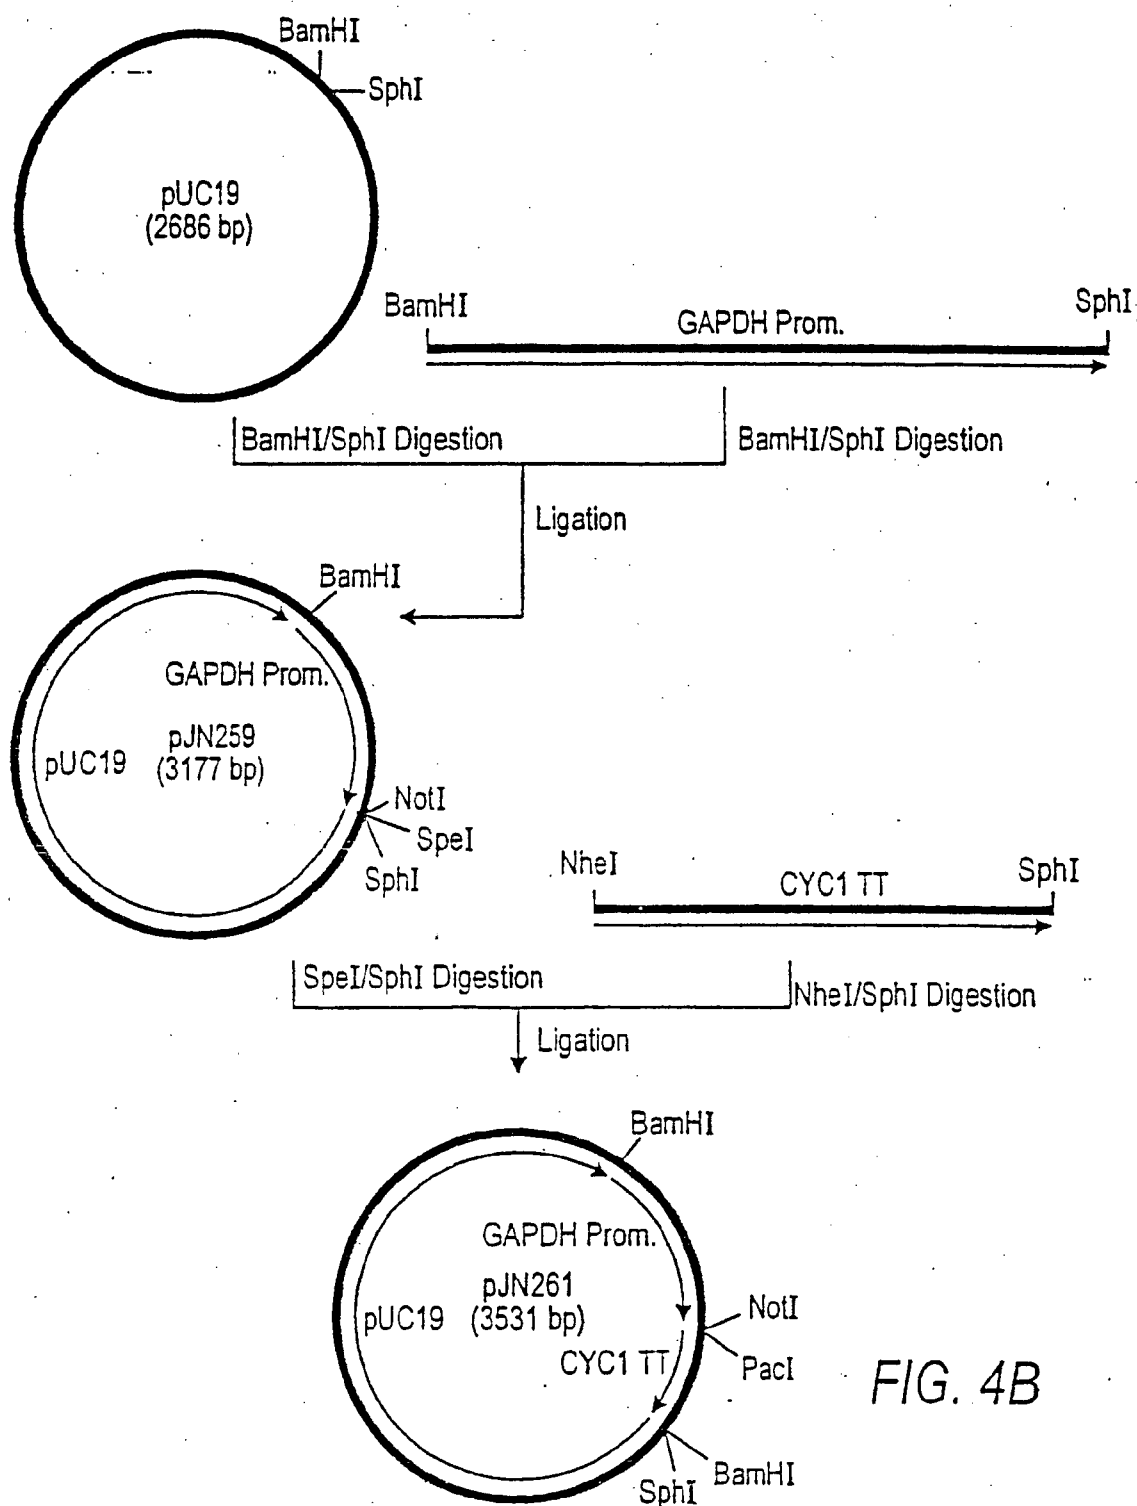 BamHI
SphI
pUC19
(2686 bp)
BamHI
GAPDH Prom.
SphI
BamHI/SphI Digestion
BamHI/SphI Digestion
Ligation
BamHI
GAPDH Prom.
pUC19
pJN259
(3177 bp)
NotI
SpeI
SphI
NheI
CYC1 TT
SphI
SpeI/SphI Digestion
NheI/SphI Digestion
Ligation
BamHI
GAPDH Prom.
pUC19
pJN261
(3531 bp)
NotI
CYC1 TT
PacI
BamHI
SphI
FIG. 4B